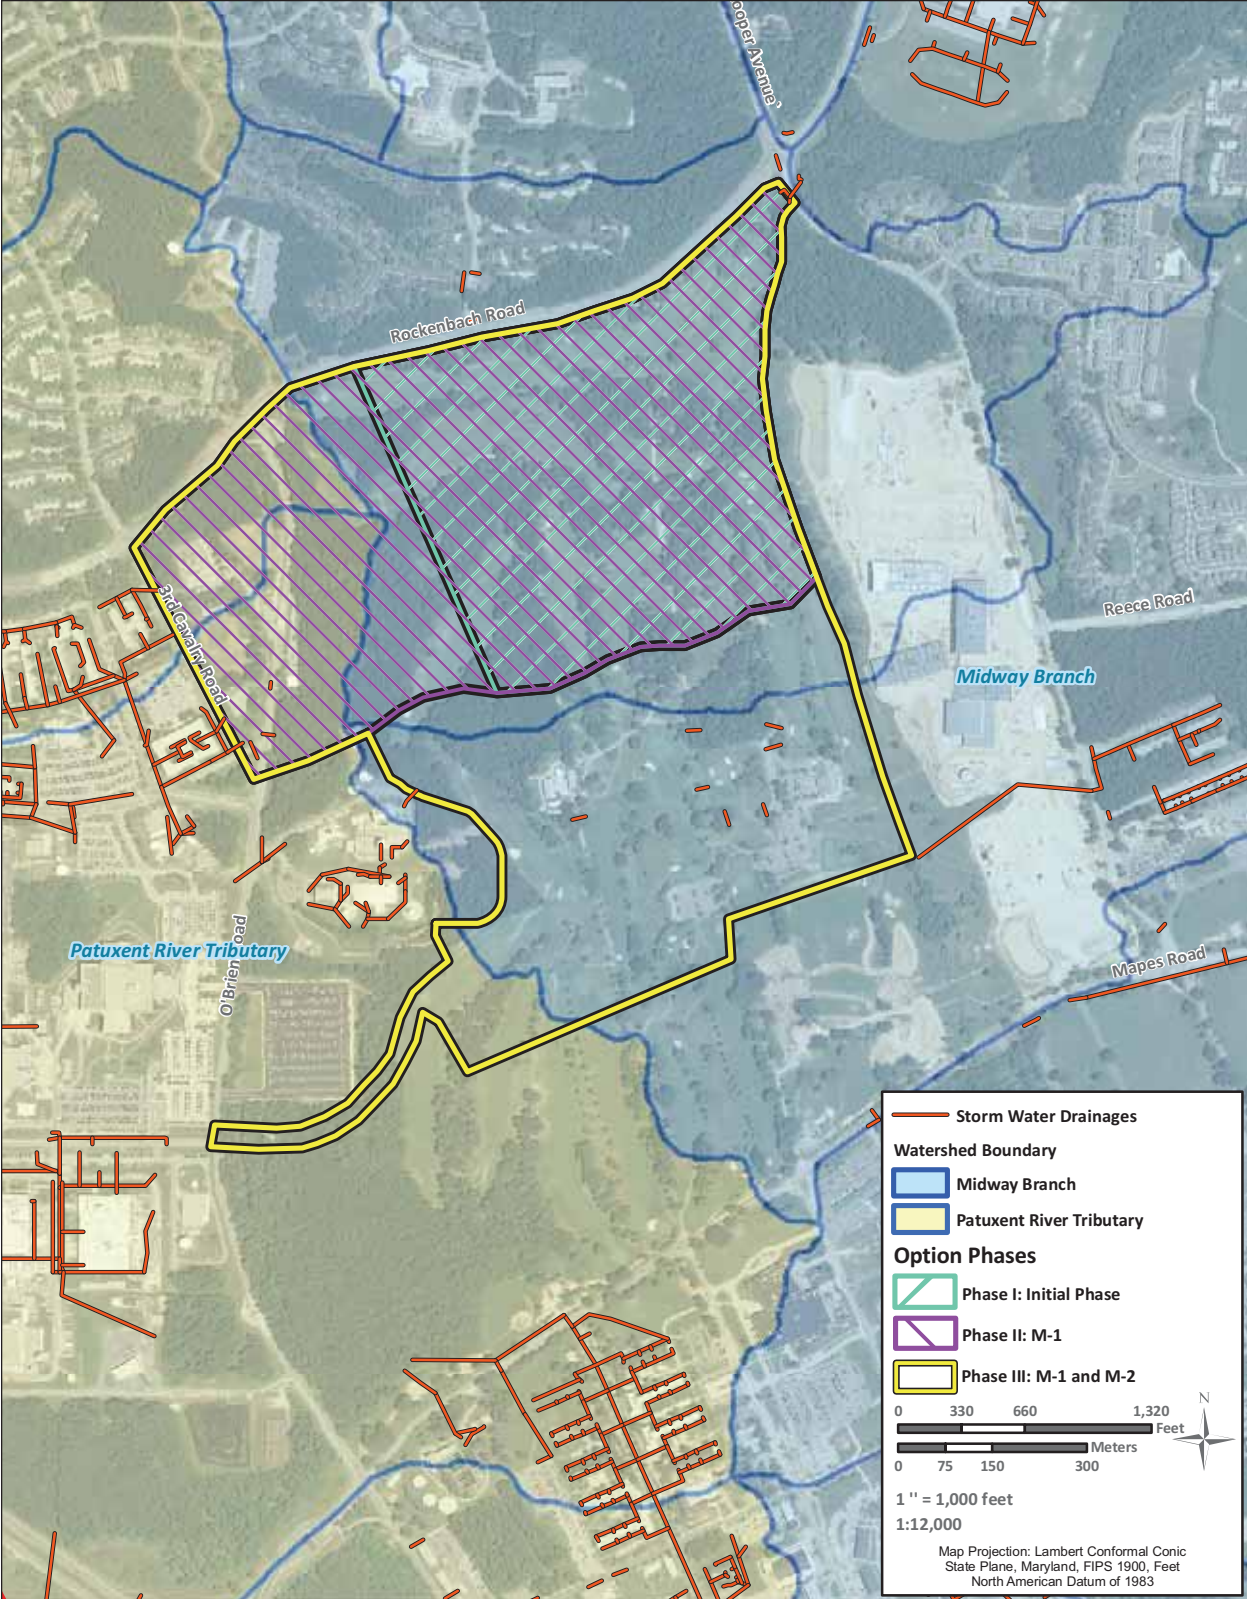 ooper Avenue
Rockenbach Road
3rd Cavalry Road
Reece Road
Midway Branch
Patuxent River Tributary
O'Brien Road
Mapes Road
Storm Water Drainages
Watershed Boundary
Midway Branch
Patuxent River Tributary
Option Phases
Phase I: Initial Phase
Phase II: M-1
Phase III: M-1 and M-2
N
0 330 660 1,320
Feet
Meters
0 75 150 300
1 " = 1,000 feet
1:12,000
Map Projection: Lambert Conformal Conic
State Plane, Maryland, FIPS 1900, Feet
North American Datum of 1983